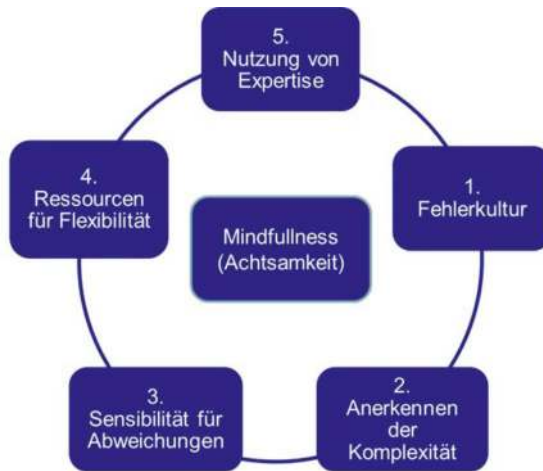 5.
Nutzung von
Expertise
4.
Ressourcen
für Flexibilität
1.
Fehlerkultur
Mindfullness
(Achtsamkeit)
3.
Sensibilität für
Abweichungen
2.
Anerkennen
der
Komplexität